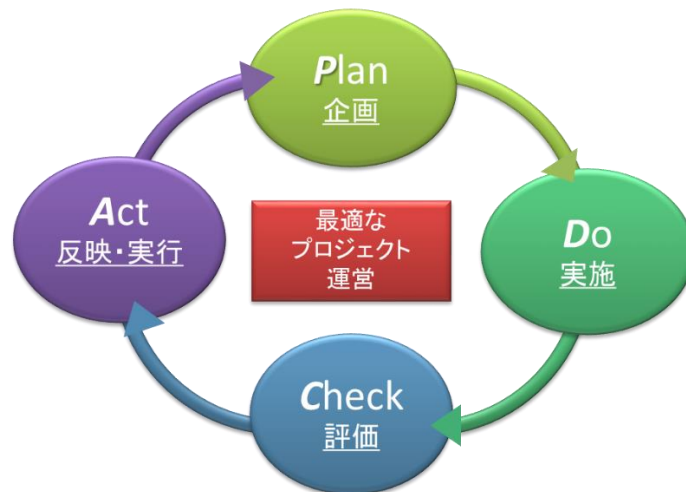 Plan
企画
Do
実施
Check
評価
Act
反映・実行
最適な
プロジェクト
運営